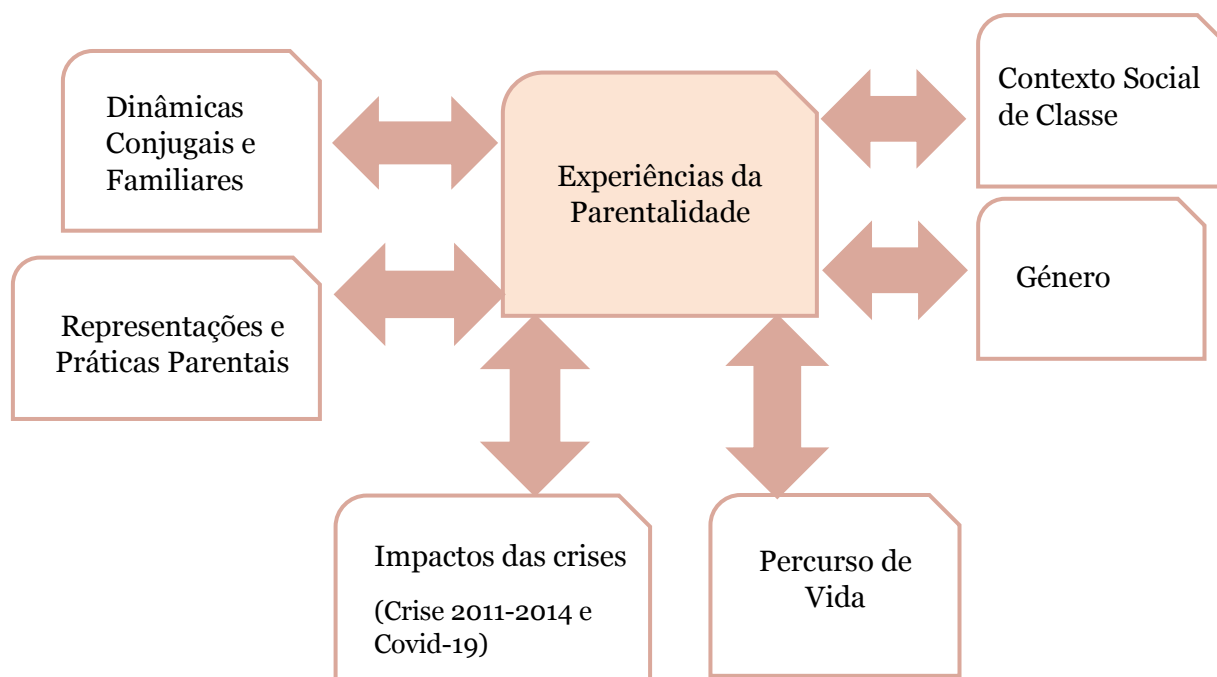 Dinâmicas
Conjugais e
Familiares
Experiências da
Parentalidade
Contexto Social
de Classe
Representações e
Práticas Parentais
Género
Impactos das crises
(Crise 2011-2014 e
Covid-19)
Percurso de
Vida